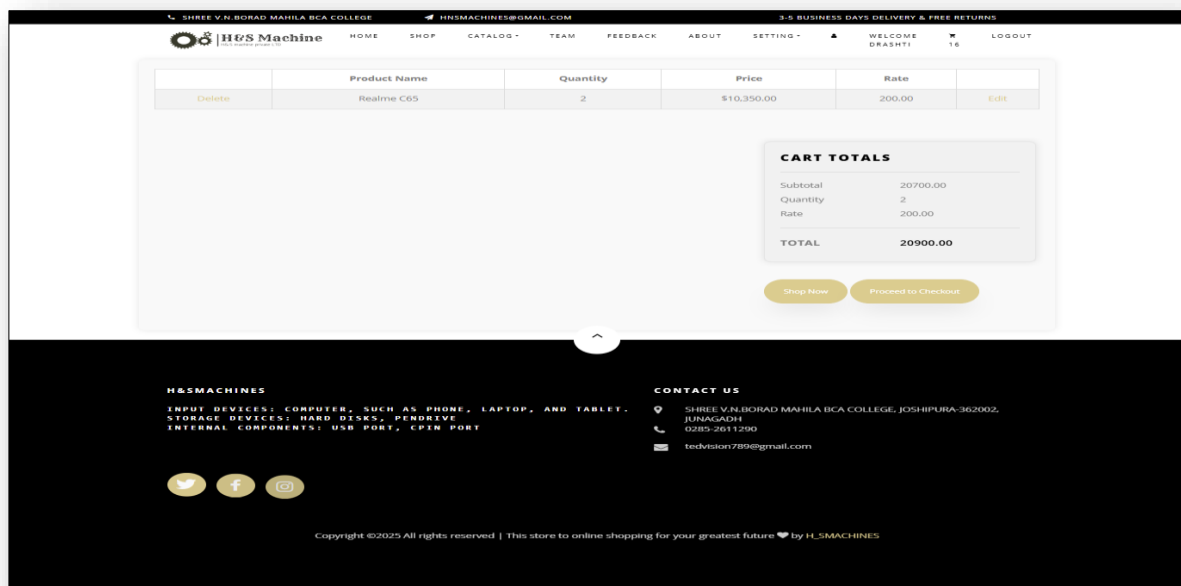 SHREE V.N.BORAD MAHILA BCA COLLEGE HNSMACHINES@GMAIL.COM 3-5 BUSINESS DAYS DELIVERY & FREE RETURNS
H&S Machine HOME SHOP CATALOG TEAM FEEDBACK ABOUT SETTING WELCOME DRASHTI 16 LOGOUT
Product Name Quantity Price Rate
Delete Realme C65 2 $10,350.00 200.00 Edit
CART TOTALS
Subtotal 20700.00
Quantity 2
Rate 200.00
TOTAL 20900.00
Shop Now Proceed to Checkout
H&SMACHINES
INPUT DEVICES: COMPUTER, SUCH AS PHONE, LAPTOP, AND TABLET.
STORAGE DEVICES: HARD DISKS, PENDRIVE
INTERNAL COMPONENTS: USB PORT, CPIN PORT
CONTACT US
SHREE V.N.BORAD MAHILA BCA COLLEGE, JOSHIPURA-362002,
JUNAGADH
0285-2611290
tedvision789@gmail.com
Copyright ©2025 All rights reserved | This store to online shopping for your greatest future ❤ by H_SMACHINES